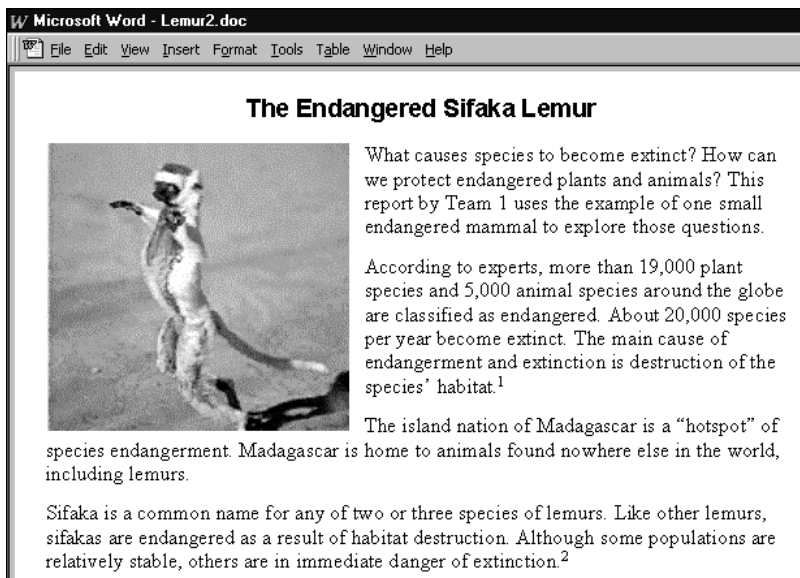 Microsoft Word - Lemur2.doc
File Edit View Insert Format Tools Table Window Help
The Endangered Sifaka Lemur
What causes species to become extinct? How can
we protect endangered plants and animals? This
report by Team 1 uses the example of one small
endangered mammal to explore those questions.
According to experts, more than 19,000 plant
species and 5,000 animal species around the globe
are classified as endangered. About 20,000 species
per year become extinct. The main cause of
endangerment and extinction is destruction of the
species’ habitat.1
The island nation of Madagascar is a “hotspot” of
species endangerment. Madagascar is home to animals found nowhere else in the world,
including lemurs.
Sifaka is a common name for any of two or three species of lemurs. Like other lemurs,
sifakas are endangered as a result of habitat destruction. Although some populations are
relatively stable, others are in immediate danger of extinction.2